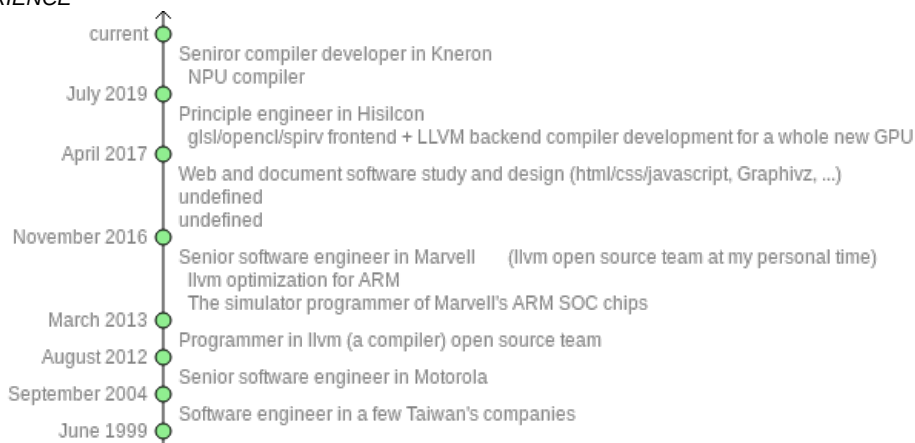 RIENCE
current
Seniror compiler developer in Kneron
NPU compiler
July 2019
Principle engineer in Hisilcon
glsl/opencl/spirv frontend + LLVM backend compiler development for a whole new GPU
April 2017
Web and document software study and design (html/css/javascript, Graphivz, ...)
undefined
undefined
November 2016
Senior software engineer in Marvell (llvm open source team at my personal time)
llvm optimization for ARM
The simulator programmer of Marvell's ARM SOC chips
March 2013
Programmer in llvm (a compiler) open source team
August 2012
Senior software engineer in Motorola
September 2004
Software engineer in a few Taiwan's companies
June 1999